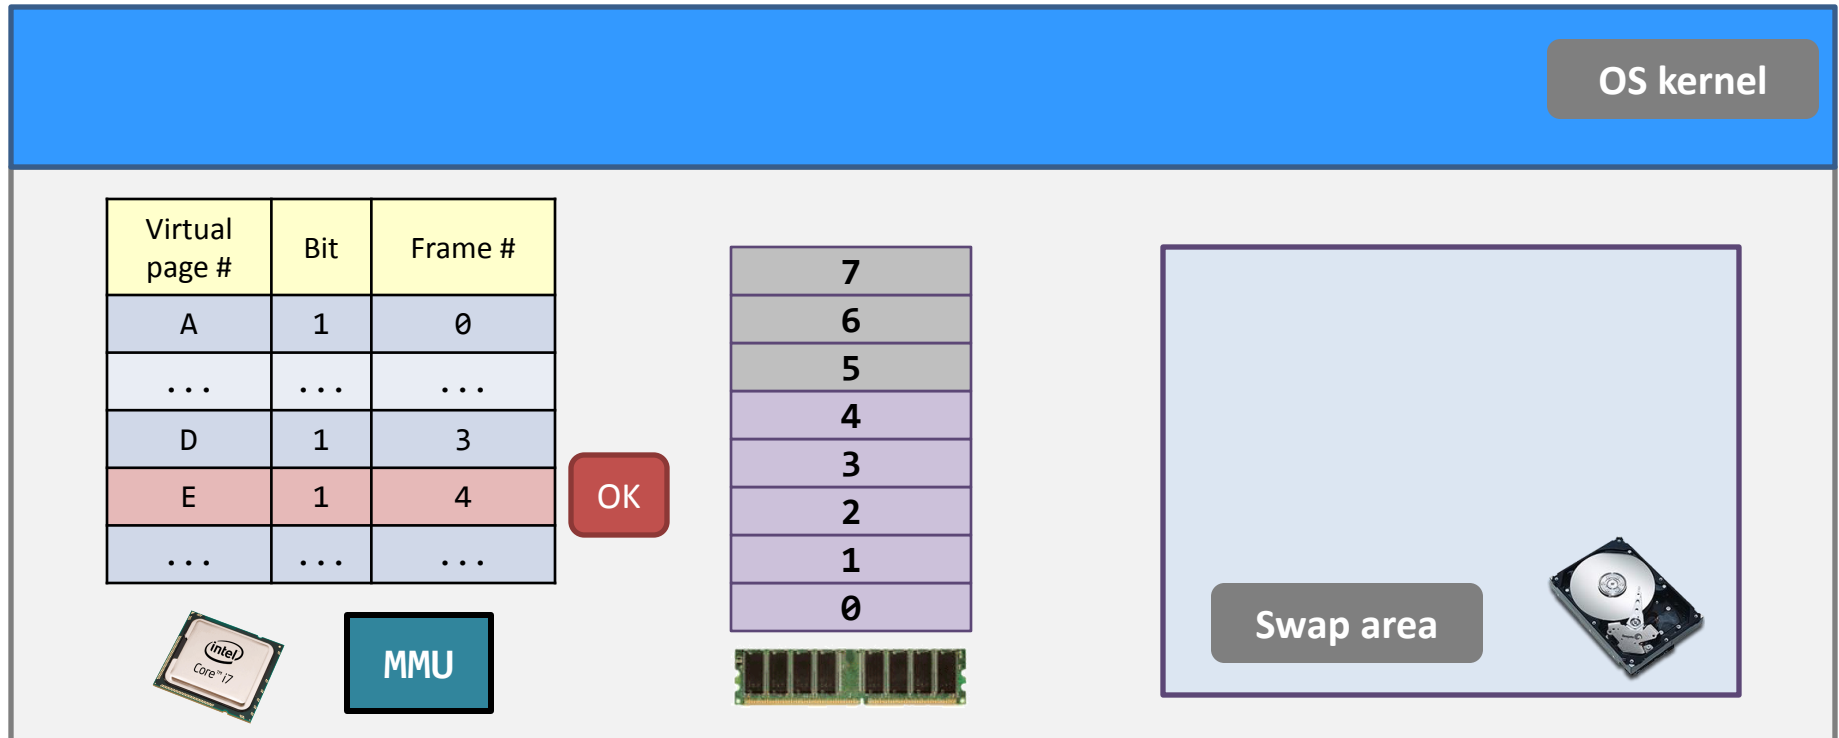 OS kernel
Virtual
page #
Bit
Frame #
A 1 0
... ... ...
D 1 3
E 1 4
... ... ...
OK
7
6
5
4
3
2
1
0
intel
Core™ i7
MMU
Swap area